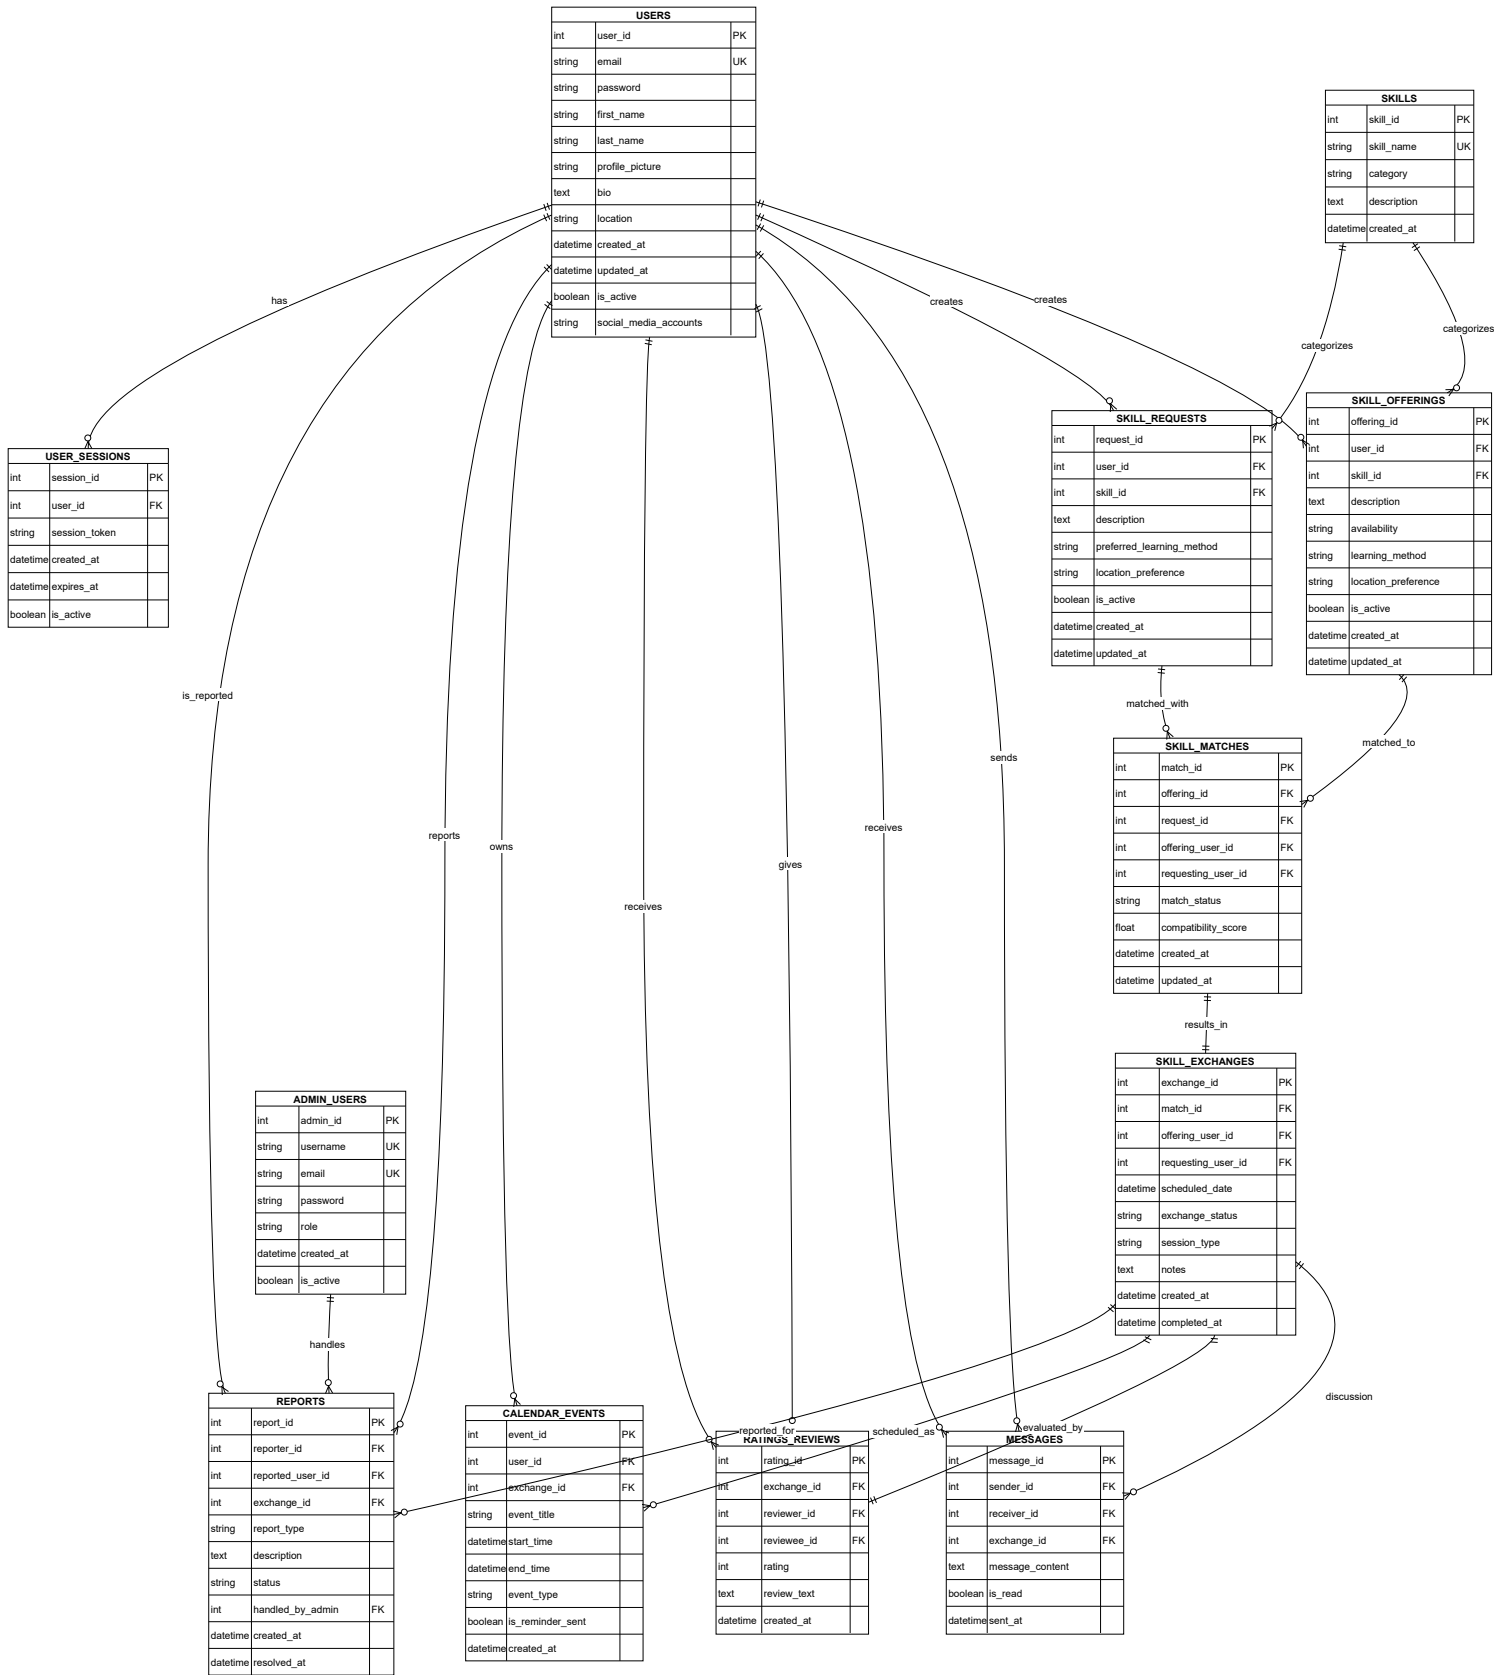 USERS
int user_id PK
string email UK
string password
string first_name
string last_name
string profile_picture
text bio
string location
datetime created_at
datetime updated_at
boolean is_active
string social_media_accounts
SKILLS
int skill_id PK
string skill_name UK
string category
text description
datetime created_at
has
creates
creates
categorizes
categorizes
USER_SESSIONS
int session_id PK
int user_id FK
string session_token
datetime created_at
datetime expires_at
boolean is_active
SKILL_REQUESTS
int request_id PK
int user_id FK
int skill_id FK
text description
string preferred_learning_method
string location_preference
boolean is_active
datetime created_at
datetime updated_at
SKILL_OFFERINGS
int offering_id PK
int user_id FK
int skill_id FK
text description
string availability
string learning_method
string location_preference
boolean is_active
datetime created_at
datetime updated_at
is_reported
matched_with
matched_to
sends
reports
owns
receives
gives
receives
SKILL_MATCHES
int match_id PK
int offering_id FK
int request_id FK
int offering_user_id FK
int requesting_user_id FK
string match_status
float compatibility_score
datetime created_at
datetime updated_at
results_in
SKILL_EXCHANGES
int exchange_id PK
int match_id FK
int offering_user_id FK
int requesting_user_id FK
datetime scheduled_date
string exchange_status
string session_type
text notes
datetime created_at
datetime completed_at
ADMIN_USERS
int admin_id PK
string username UK
string email UK
string password
string role
datetime created_at
boolean is_active
handles
discussion
reported_for
scheduled_as
evaluated_by
REPORTS
int report_id PK
int reporter_id FK
int reported_user_id FK
int exchange_id FK
string report_type
text description
string status
int handled_by_admin FK
datetime created_at
datetime resolved_at
CALENDAR_EVENTS
int event_id PK
int user_id FK
int exchange_id FK
string event_title
datetime start_time
datetime end_time
string event_type
boolean is_reminder_sent
datetime created_at
RATINGS_REVIEWS
int rating_id PK
int exchange_id FK
int reviewer_id FK
int reviewee_id FK
int rating
text review_text
datetime created_at
MESSAGES
int message_id PK
int sender_id FK
int receiver_id FK
int exchange_id FK
text message_content
boolean is_read
datetime sent_at